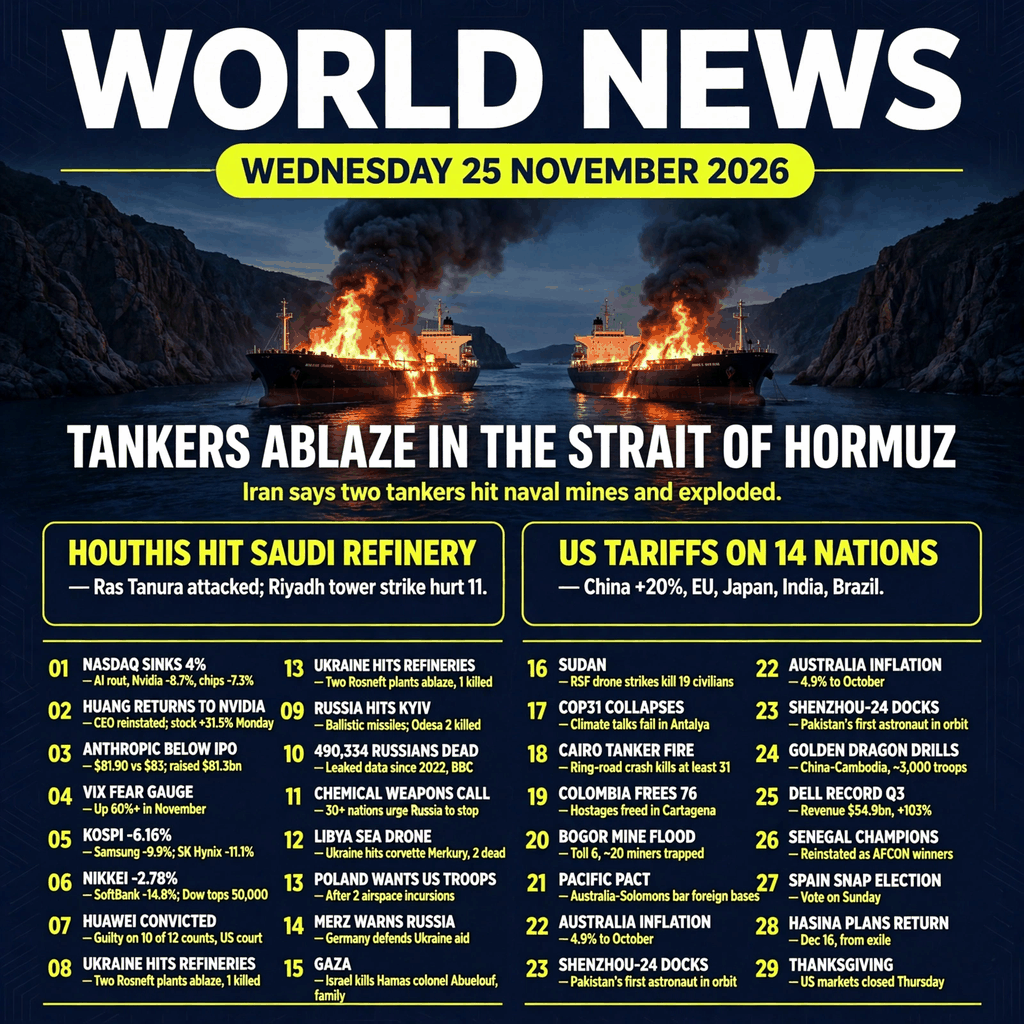 WORLD NEWS
WEDNESDAY 25 NOVEMBER 2026
TANKERS ABLAZE IN THE STRAIT OF HORMUZ
Iran says two tankers hit naval mines and exploded.
HOUTHIS HIT SAUDI REFINERY
— Ras Tanura attacked; Riyadh tower strike hurt 11.
US TARIFFS ON 14 NATIONS
— China +20%, EU, Japan, India, Brazil.
01 NASDAQ SINKS 4%
— AI rout, Nvidia -8.7%, chips -7.3%
02 HUANG RETURNS TO NVIDIA
— CEO reinstated; stock +31.5% Monday
03 ANTHROPIC BELOW IPO
— $81.90 vs $83; raised $81.3bn
04 VIX FEAR GAUGE
— Up 60%+ in November
05 KOSPI -6.16%
— Samsung -9.9%; SK Hynix -11.1%
06 NIKKEI -2.78%
— SoftBank -14.8%; Dow tops 50,000
07 HUAWEI CONVICTED
— Guilty on 10 of 12 counts, US court
08 UKRAINE HITS REFINERIES
— Two Rosneft plants ablaze, 1 killed
13 UKRAINE HITS REFINERIES
— Two Rosneft plants ablaze, 1 killed
09 RUSSIA HITS KYIV
— Ballistic missiles; Odesa 2 killed
10 490,334 RUSSIANS DEAD
— Leaked data since 2022, BBC
11 CHEMICAL WEAPONS CALL
— 30+ nations urge Russia to stop
12 LIBYA SEA DRONE
— Ukraine hits corvette Merkury, 2 dead
13 POLAND WANTS US TROOPS
— After 2 airspace incursions
14 MERZ WARNS RUSSIA
— Germany defends Ukraine aid
15 GAZA
— Israel kills Hamas colonel Abuelouf,
family
16 SUDAN
— RSF drone strikes kill 19 civilians
17 COP31 COLLAPSES
— Climate talks fail in Antalya
18 CAIRO TANKER FIRE
— Ring-road crash kills at least 31
19 COLOMBIA FREES 76
— Hostages freed in Cartagena
20 BOGOR MINE FLOOD
— Toll 6, ~20 miners trapped
21 PACIFIC PACT
— Australia-Solomons bar foreign bases
22 AUSTRALIA INFLATION
— 4.9% to October
23 SHENZHOU-24 DOCKS
— Pakistan's first astronaut in orbit
22 AUSTRALIA INFLATION
— 4.9% to October
23 SHENZHOU-24 DOCKS
— Pakistan's first astronaut in orbit
24 GOLDEN DRAGON DRILLS
— China-Cambodia, ~3,000 troops
25 DELL RECORD Q3
— Revenue $54.9bn, +103%
26 SENEGAL CHAMPIONS
— Reinstated as AFCON winners
27 SPAIN SNAP ELECTION
— Vote on Sunday
28 HASINA PLANS RETURN
— Dec 16, from exile
29 THANKSGIVING
— US markets closed Thursday